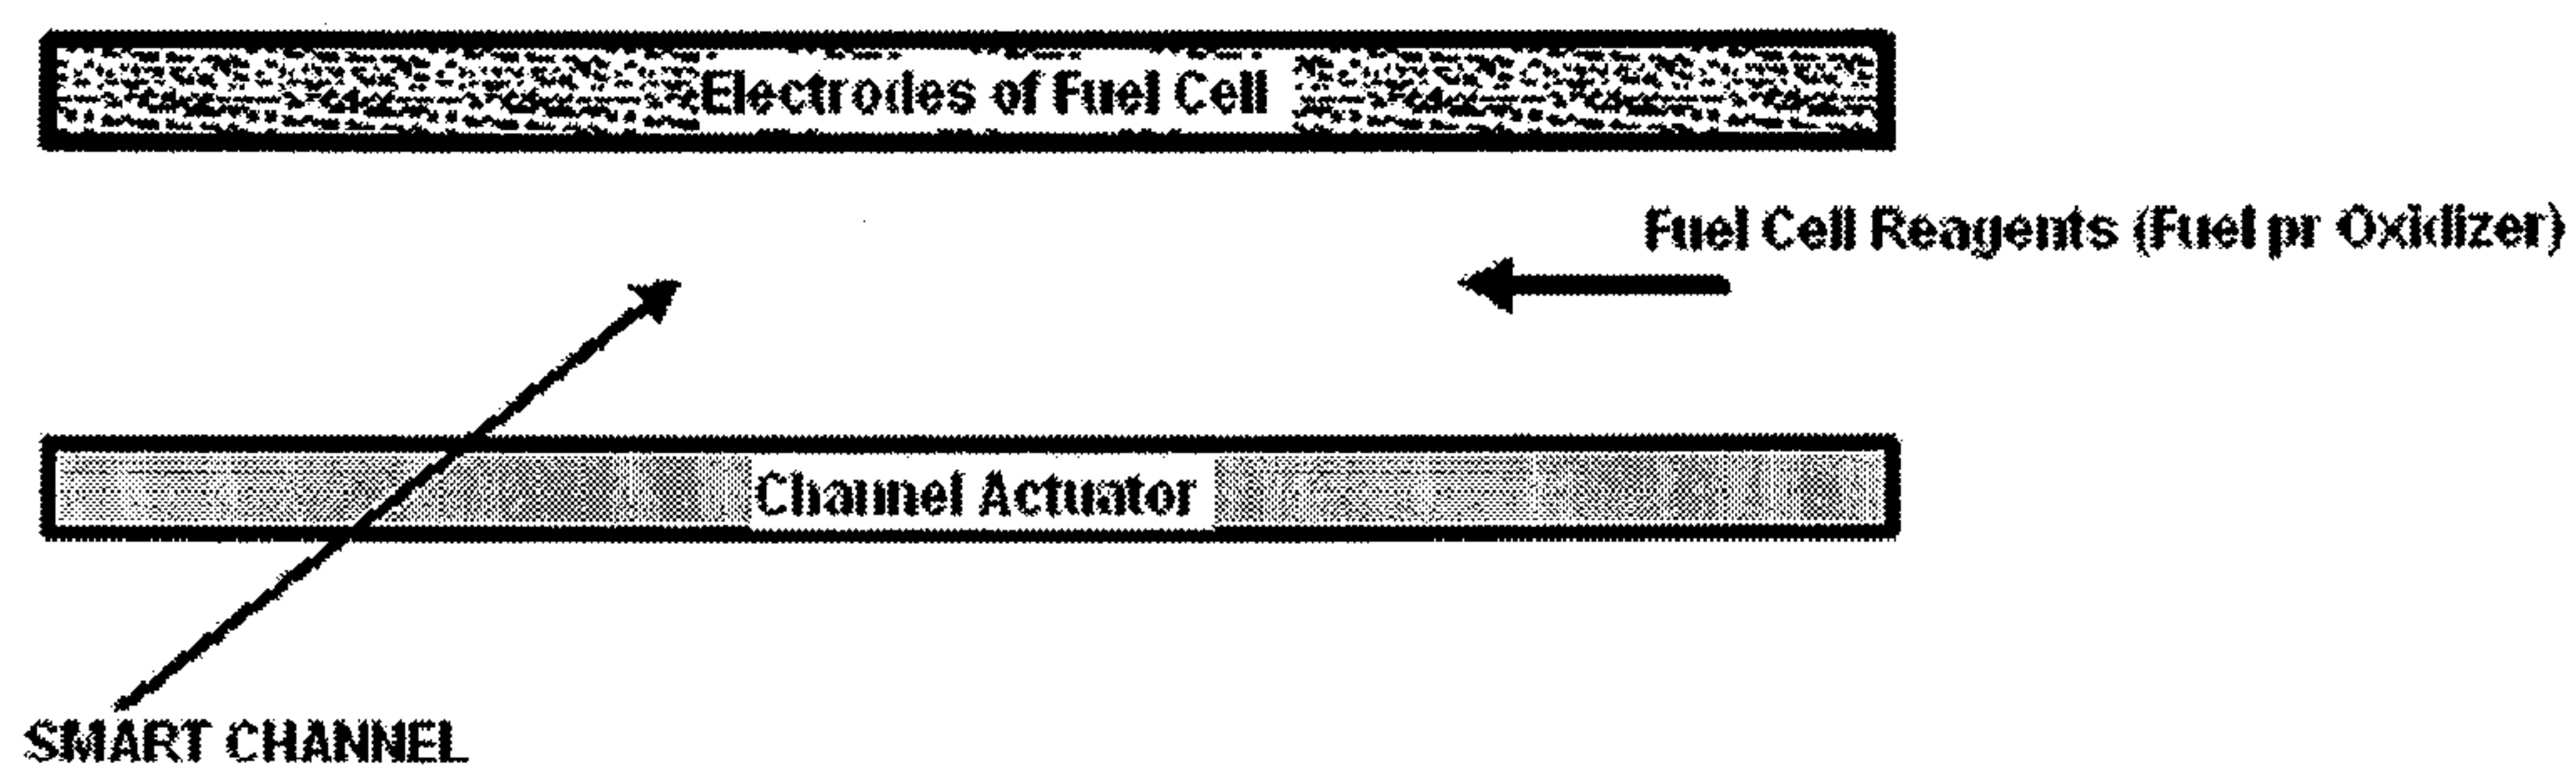 Electrodes of Fuel Cell
Fuel Cell Reagents (Fuel pr Oxidizer)
Channel Actuator
SMART CHANNEL